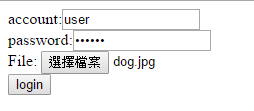 account:user
password:••••••
File: 選擇檔案 dog.jpg
login